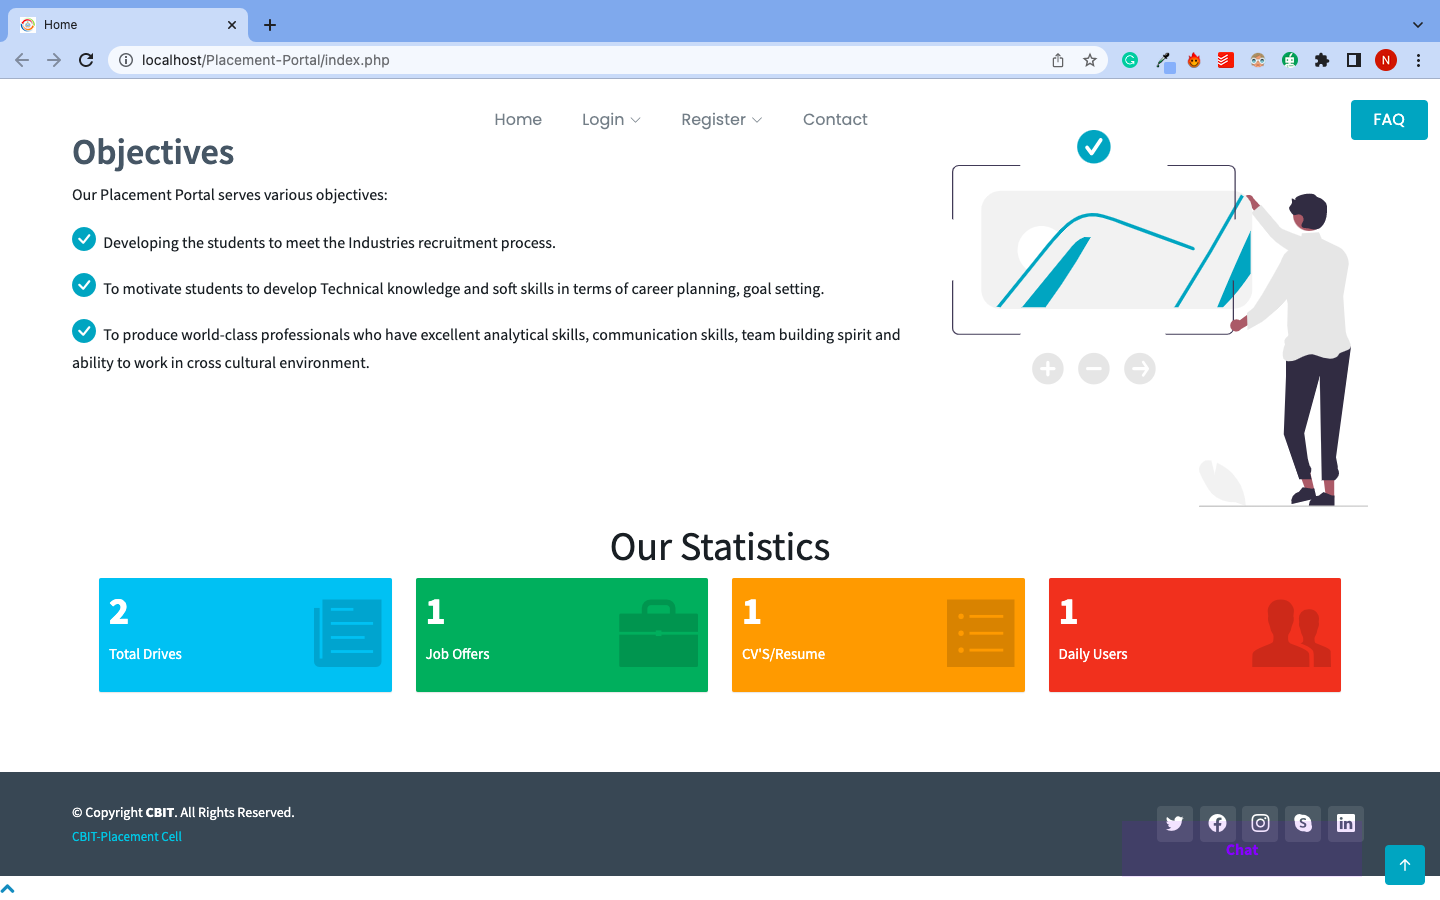 Home
localhost/Placement-Portal/index.php
N
Home Login Register Contact
FAQ
Objectives
Our Placement Portal serves various objectives:
Developing the students to meet the Industries recruitment process.
To motivate students to develop Technical knowledge and soft skills in terms of career planning, goal setting.
To produce world-class professionals who have excellent analytical skills, communication skills, team building spirit and
ability to work in cross cultural environment.
Our Statistics
2
Total Drives
1
Job Offers
1
CV'S/Resume
1
Daily Users
© Copyright CBIT. All Rights Reserved.
CBIT-Placement Cell
Chat